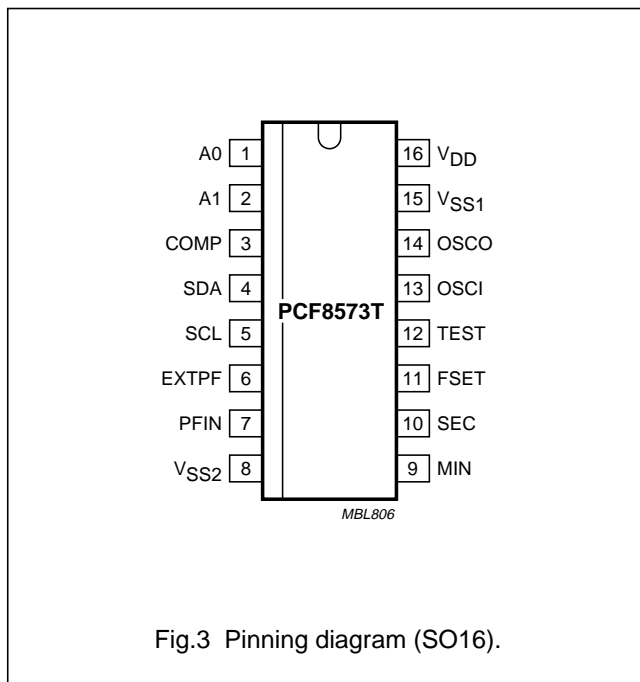 A0 1 16 VDD
A1 2 15 VSS1
COMP 3 14 OSCO
SDA 4 13 OSCI
PCF8573T
SCL 5 12 TEST
EXTPF 6 11 FSET
PFIN 7 10 SEC
VSS2 8 9 MIN
MBL806
Fig.3 Pinning diagram (SO16).